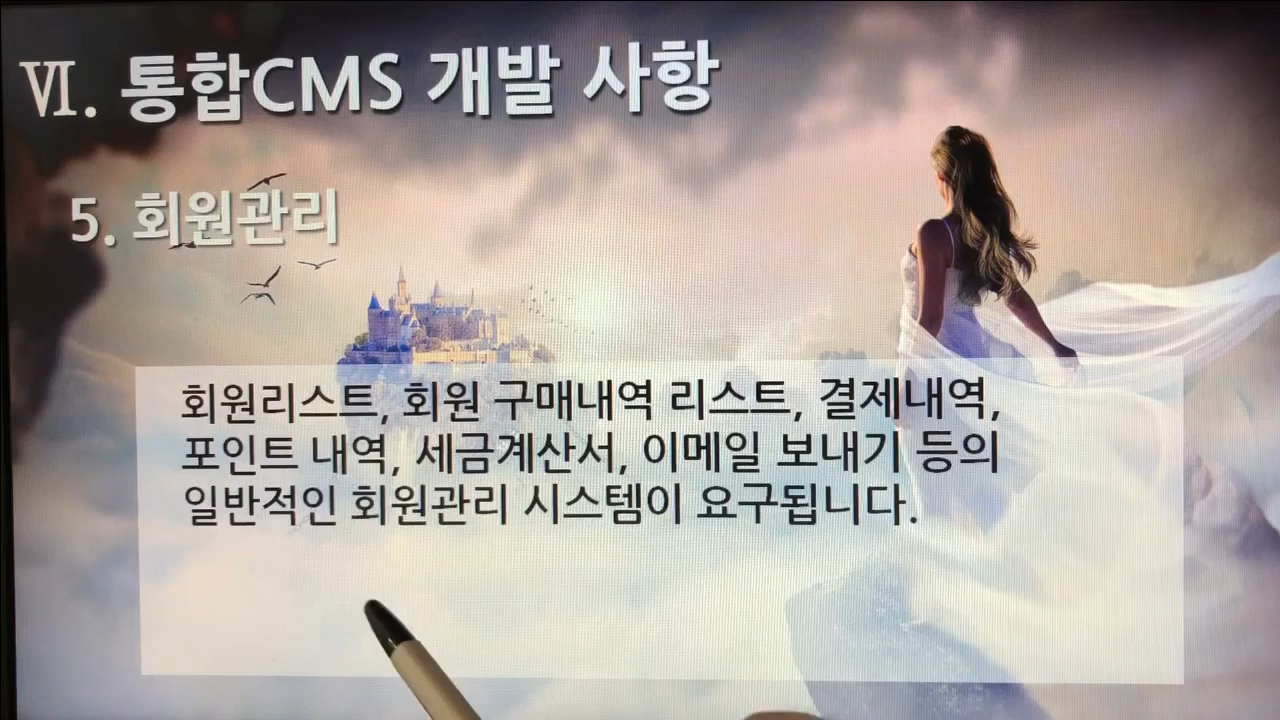 Ⅵ. 통합CMS 개발 사항
5. 회원관리
회원리스트, 회원 구매내역 리스트, 결제내역,
포인트 내역, 세금계산서, 이메일 보내기 등의
일반적인 회원관리 시스템이 요구됩니다.